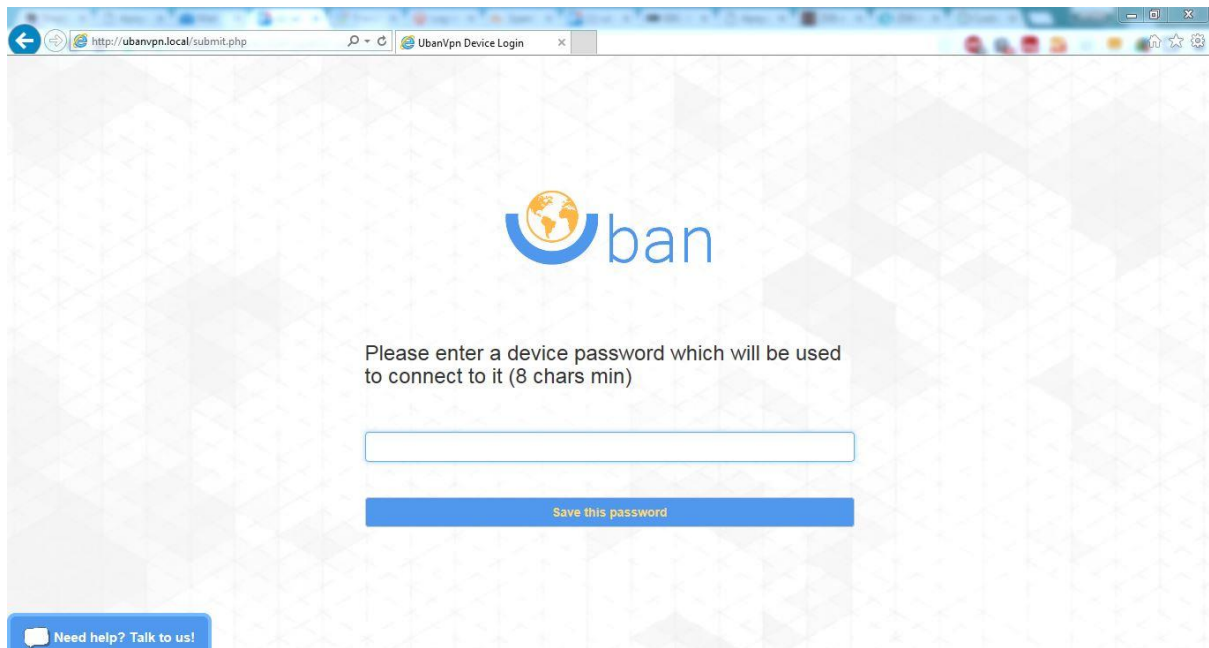 http://ubanvpn.local/submit.php
UbanVpn Device Login
ban
Please enter a device password which will be used
to connect to it (8 chars min)
Save this password
Need help? Talk to us!